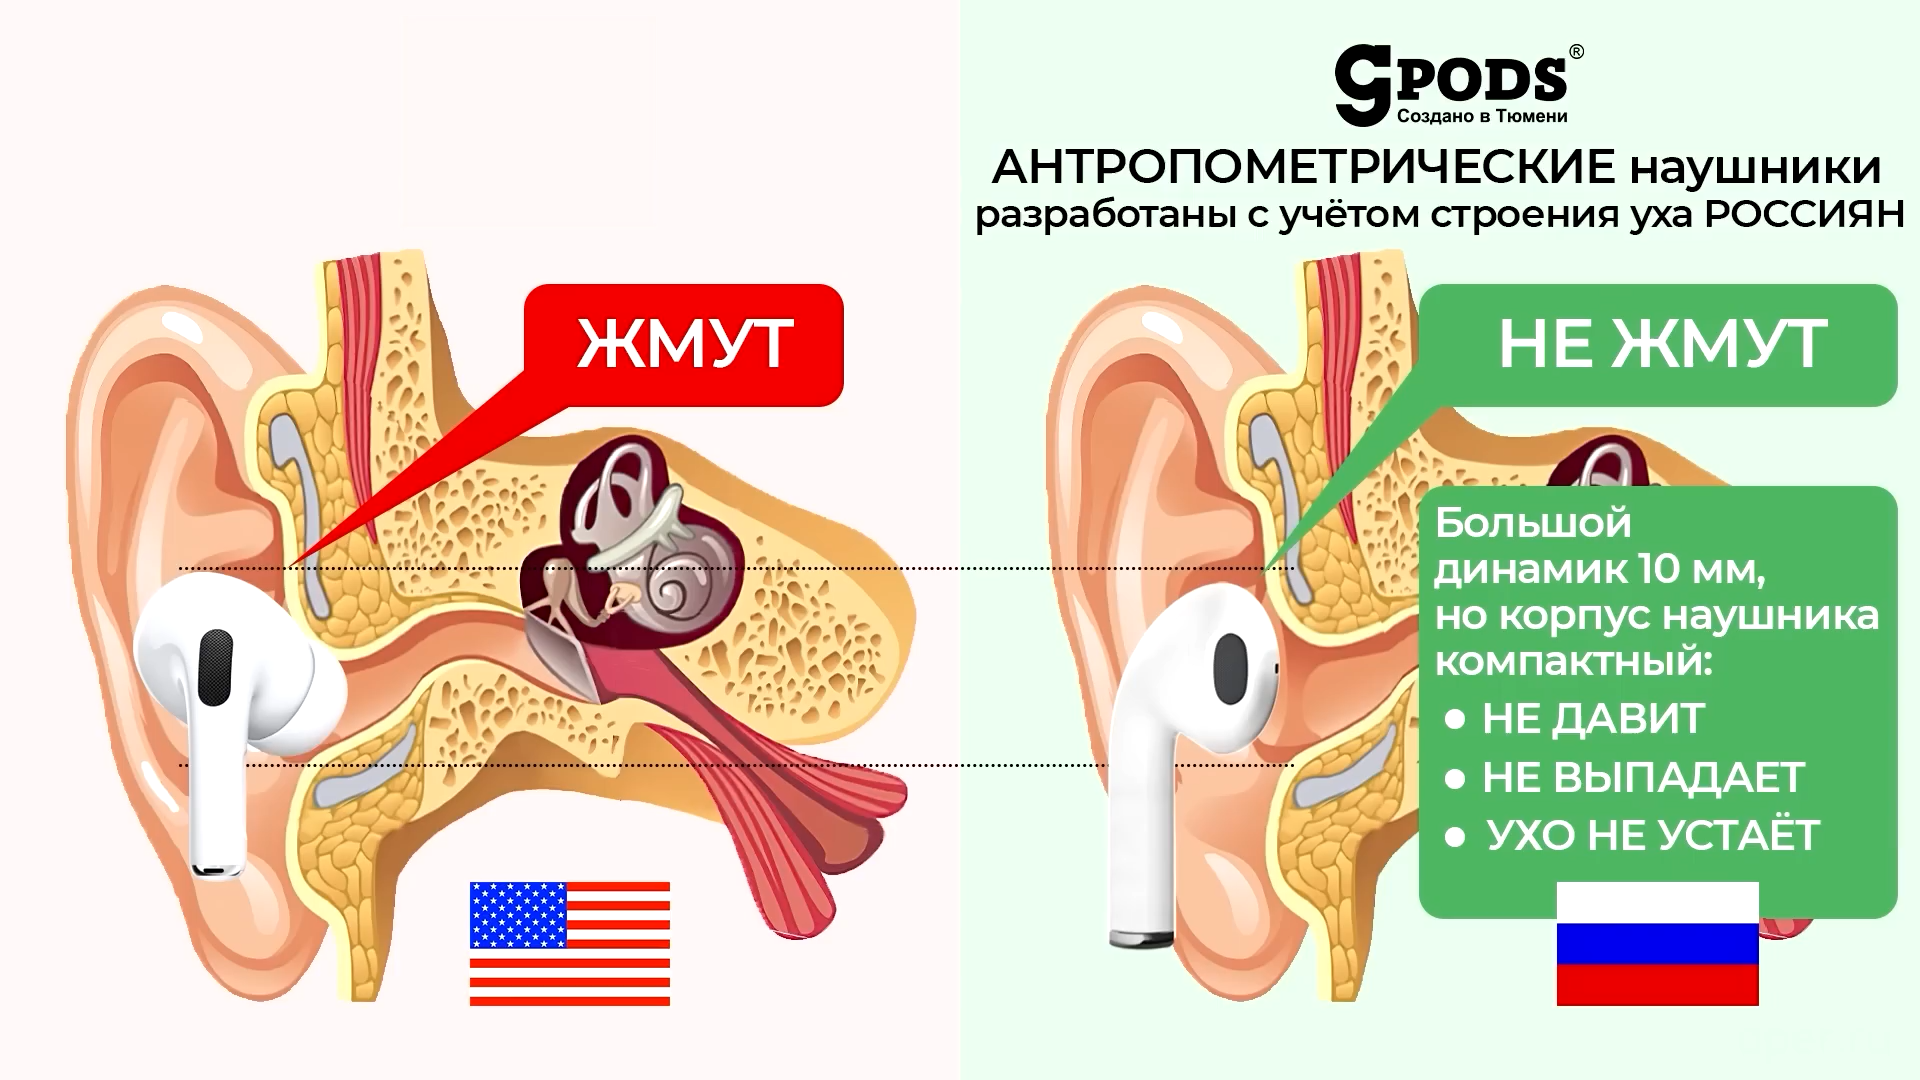 GPODS®
Создано в Тюмени
АНТРОПОМЕТРИЧЕСКИЕ наушники
разработаны с учётом строения уха РОССИЯН
ЖМУТ
НЕ ЖМУТ
Большой
динамик 10 мм,
но корпус наушника
компактный:
● НЕ ДАВИТ
● НЕ ВЫПАДАЕТ
● УХО НЕ УСТАЁТ